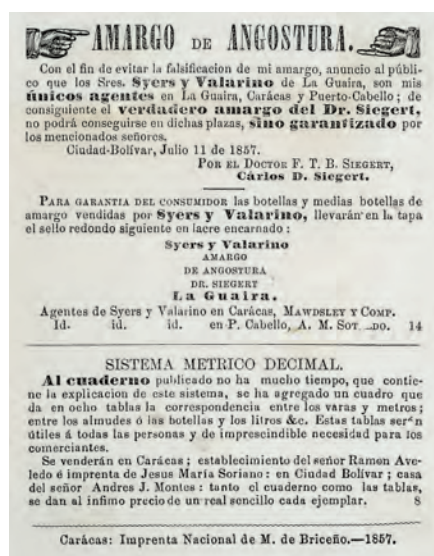 AMARGO DE ANGOSTURA.
Con el fin de evitar la falsificacion de mi amargo, anuncio al públi-
co que los Sres. Syers y Valarino de La Guaira, son mis
únicos agentes en La Guaira, Carácas y Puerto-Cabello; de
consiguiente el verdadero amargo del Dr. Siegert,
no podrá conseguirse en dichas plazas, sino garantizado por
los mencionados señores.
Ciudad-Bolívar, Julio 11 de 1857.
POR EL DOCTOR F. T. B. SIEGERT,
Cárlos D. Siegert.
PARA GARANTIA DEL CONSUMIDOR las botellas y medias botellas de
amargo vendidas por Syers y Valarino, llevarán en la tapa
el sello redondo siguiente en lacre encarnado:
Syers y Valarino
AMARGO
DE ANGOSTURA
DR. SIEGERT
La Guaira.
Agentes de Syers y Valarino en Carácas, MAWDSLEY Y COMP.
Id. id. id. en P. Cabello, A. M. 14
SISTEMA METRICO DECIMAL.
Al cuaderno publicado no ha mucho tiempo, que contie-
ne la explicacion de este sistema, se ha agregado un cuadro que
da en ocho tablas la correspondencia entre los varas y metros;
entre los almudes ó las botellas y los litros &c. Estas tablas
útiles á todas las personas y de imprescindible necesidad para los
comerciantes.
Se venderán en Carácas; establecimiento del señor Ramon Ave-
ledo é imprenta de Jesus María Soriano: en Ciudad Bolívar; casa
del señor Andres J. Montes: tanto el cuaderno como las tablas,
se dan al ínfimo precio de un real sencillo cada ejemplar. 8
Carácas: Imprenta Nacional de M. de Briceño.—1857.